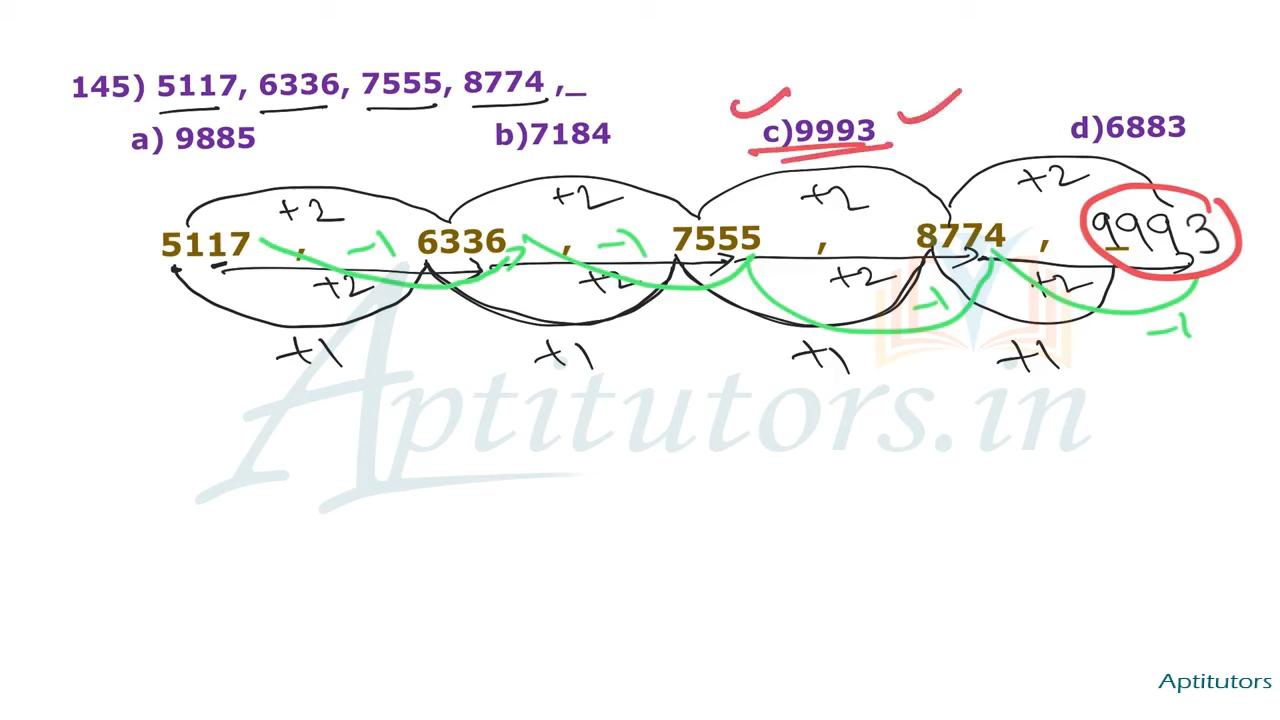 145) 5117, 6336, 7555, 8774 ,_
a) 9885 b)7184 c)9993 d)6883
+2 +2 +2 +2
5117 , 6336 , 7555 , 8774 , _ 9993
-1 -1
+2 +2 +2 +2
-1 -1
+1 +1 +1 +1
Aptitutors.in
Aptitutors